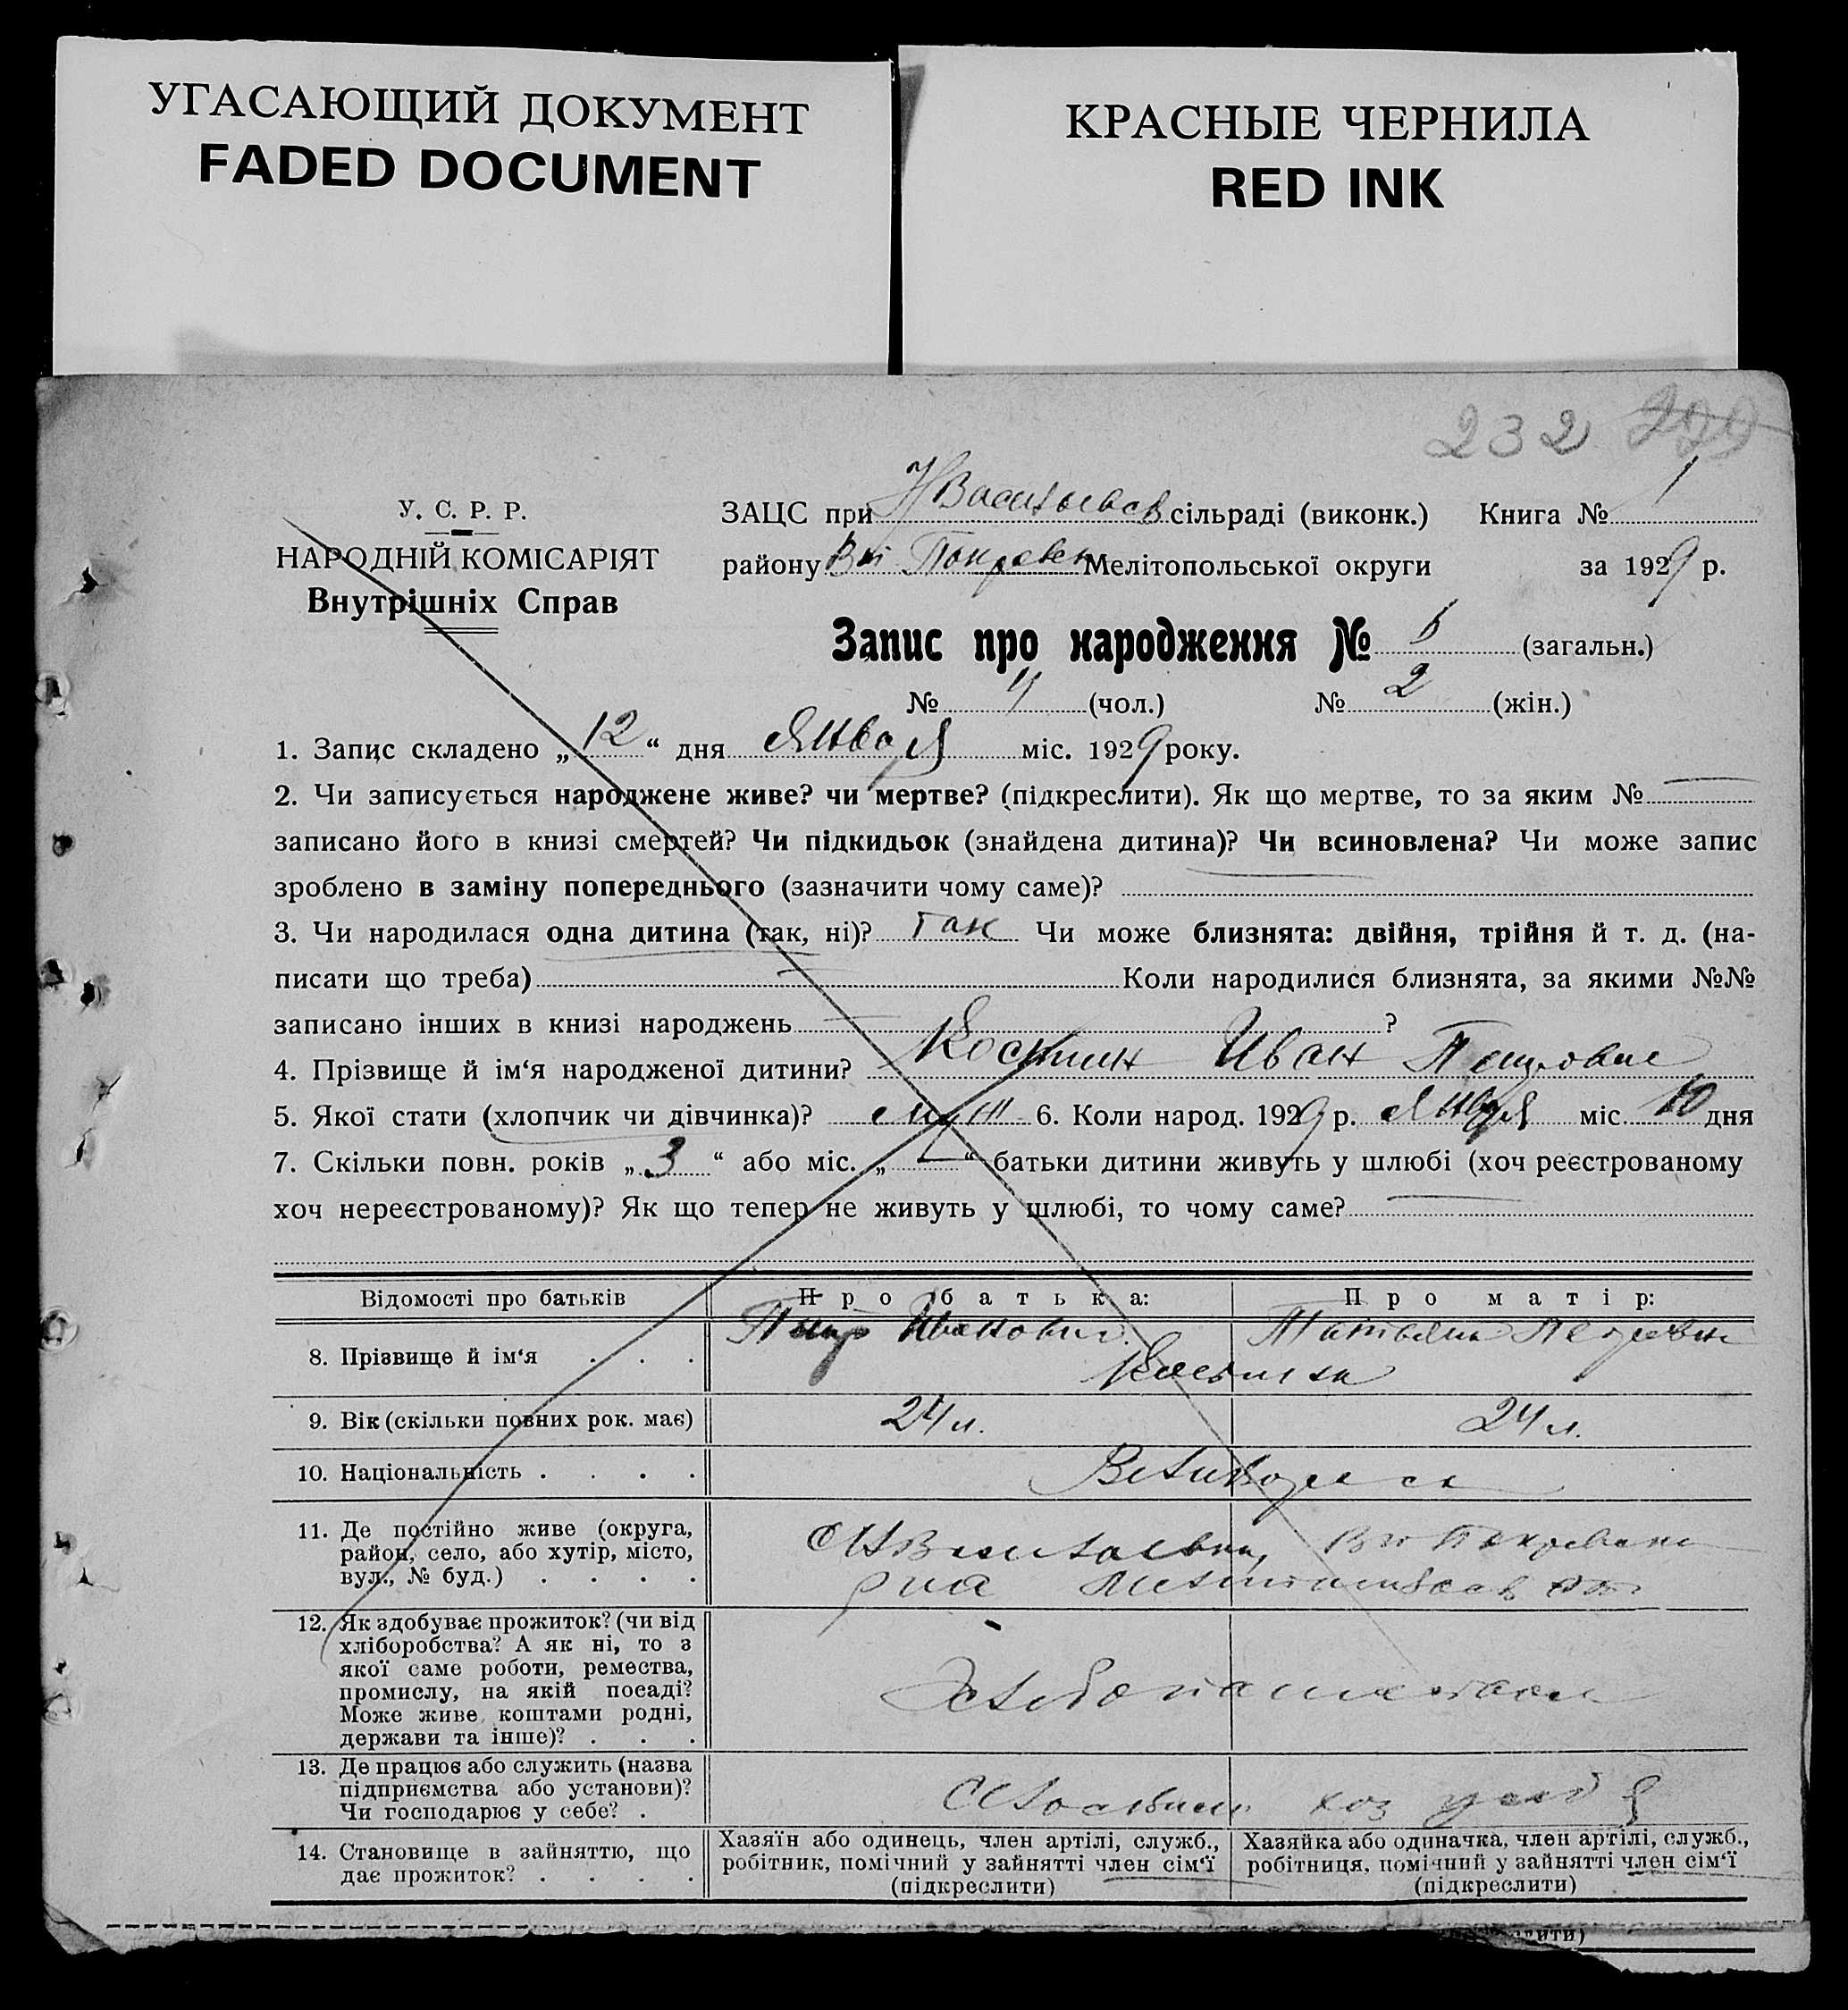 УГАСАЮЩИЙ ДОКУМЕНТ
FADED DOCUMENT
КРАСНЫЕ ЧЕРНИЛА
RED INK
232
У. С. Р. Р.
НАРОДНІЙ КОМІСАРІЯТ
Внутрішніх Справ
ЗАЦС при НВасильевск сільраді (виконк.) Книга № 1
району Мелітопольської округи за 1929 р.
Запис про народження № (загальн.)
№ 4 (чол.) № 2 (жін.)
1. Запис складено „12“ дня Января міс. 1929 року.
2. Чи записується народжене живе? чи мертве? (підкреслити). Як що мертве, то за яким № —
записано його в книзі смертей? Чи підкидьок (знайдена дитина)? Чи всиновлена? Чи може запис
зроблено в заміну попереднього (зазначити чому саме)?
3. Чи народилася одна дитина (так, ні)? так Чи може близнята: двійня, трійня й т. д. (на-
писати що треба) — Коли народилися близнята, за якими №№
записано інших в книзі народжень — ?
4. Прізвище й ім‘я народженої дитини? Костин Иван Петрович
5. Якої стати (хлопчик чи дівчинка)? муж 6. Коли народ. 1929 р. Января міс. 10 дня
7. Скільки повн. років „3“ або міс. „—“ батьки дитини живуть у шлюбі (хоч реєстрованому
хоч нереєстрованому)? Як що тепер не живуть у шлюбі, то чому саме? —
Відомості про батьків Про батька: Про матір:
8. Прізвище й ім‘я . . . Петр Иванович Татьяна Петровна
9. Вік (скільки повних рок. має) 24 л. 24 л.
10. Національність . . . .
11. Де постійно живе (округа,
район, село, або хутір, місто,
вул., № буд.) . . . .
12. Як здобуває прожиток? (чи від
хліборобства? А як ні, то з
якої саме роботи, ремества,
промислу, на якій посаді?
Може живе коштами родні,
держави та інше)? . . .
13. Де працює або служить (назва
підприємства або установи)?
Чи господарює у себе? .
14. Становище в зайняттю, що
дає прожиток? . . . .
Хазяїн або одинець, член артілі, служб.,
робітник, помічний у зайнятті член сім‘ї
(підкреслити)
Хазяйка або одиначка, член артілі, служб.,
робітниця, помічний у зайнятті член сім‘ї
(підкреслити)